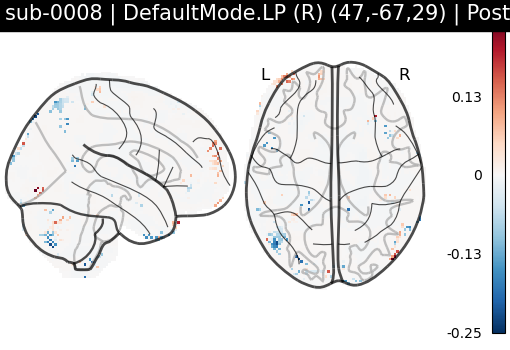 sub-0008 | DefaultMode.LP (R) (47,-67,29) | Post
L
R
0.13
0
-0.13
-0.25